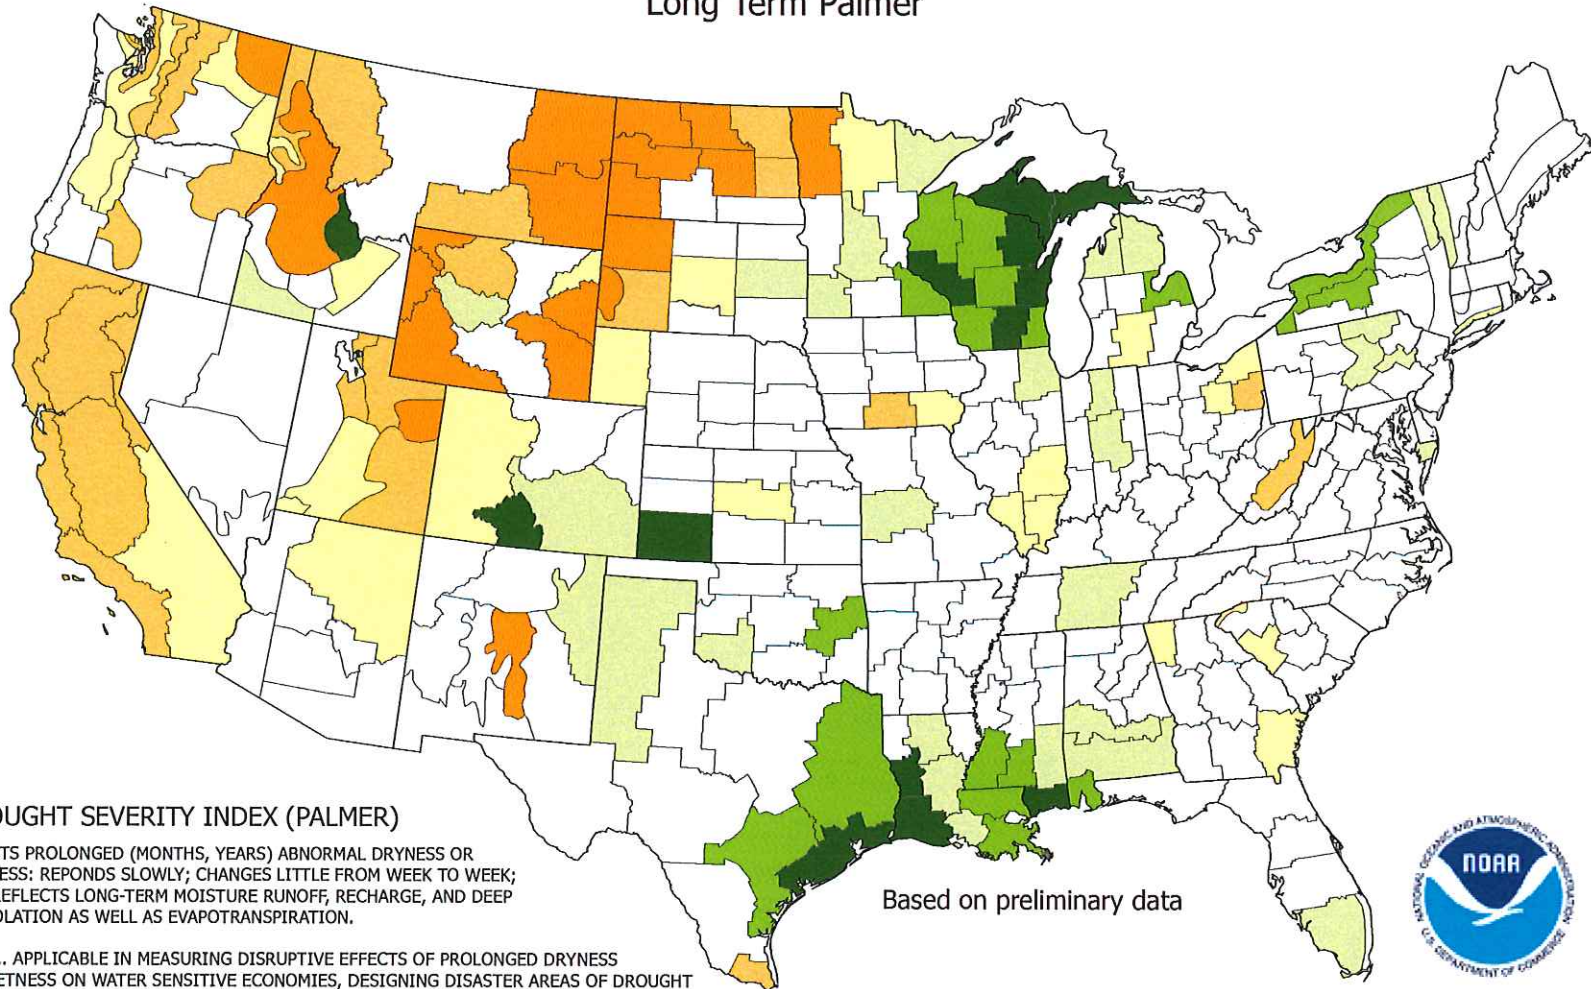 Long Term Palmer
OUGHT SEVERITY INDEX (PALMER)
TS PROLONGED (MONTHS, YEARS) ABNORMAL DRYNESS OR
ESS: REPONDS SLOWLY; CHANGES LITTLE FROM WEEK TO WEEK;
REFLECTS LONG-TERM MOISTURE RUNOFF, RECHARGE, AND DEEP
OLATION AS WELL AS EVAPOTRANSPIRATION.
.. APPLICABLE IN MEASURING DISRUPTIVE EFFECTS OF PROLONGED DRYNESS
ETNESS ON WATER SENSITIVE ECONOMIES, DESIGNING DISASTER AREAS OF DROUGHT
Based on preliminary data
NATIONAL OCEANIC AND ATMOSPHERIC ADMINISTRATION
NOAA
U.S. DEPARTMENT OF COMMERCE